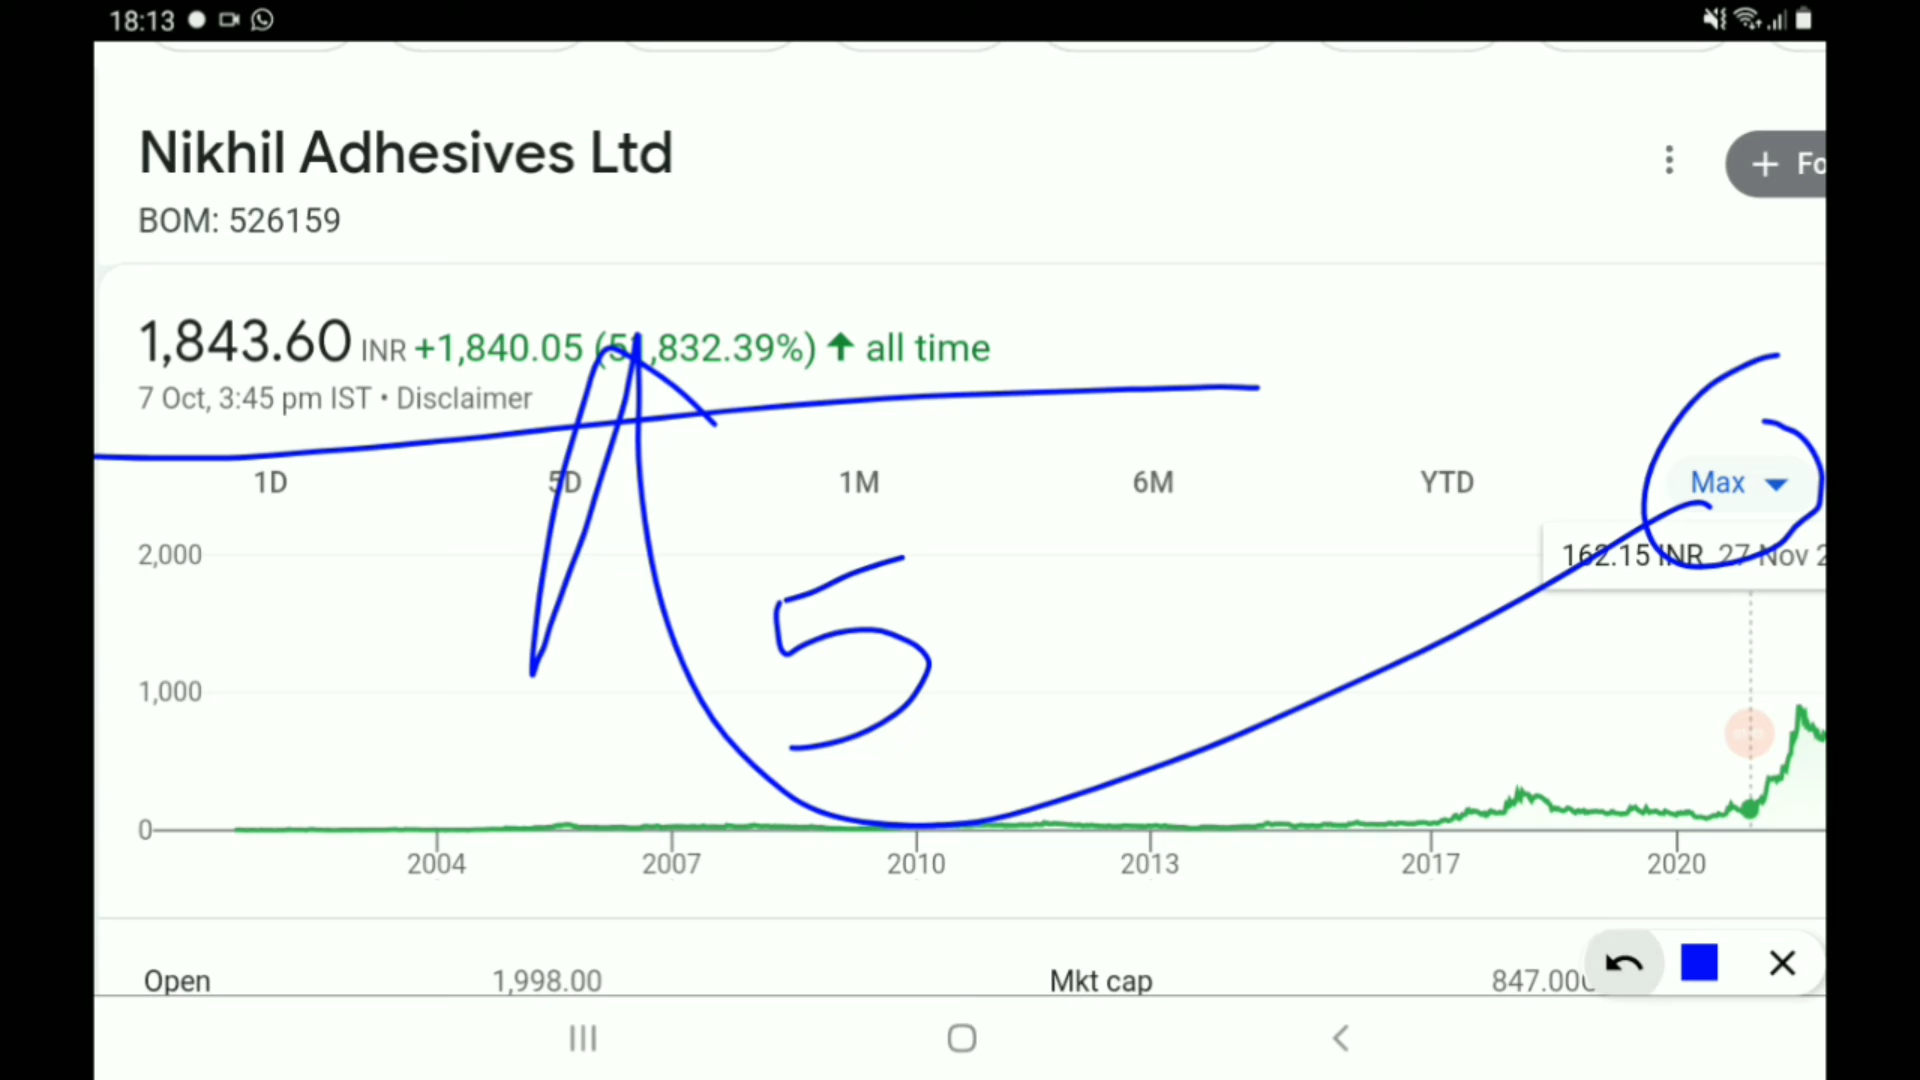 18:13
Nikhil Adhesives Ltd
+ Fo
BOM: 526159
1,843.60 INR +1,840.05 (51,832.39%) ↑ all time
7 Oct, 3:45 pm IST • Disclaimer
1D 5D 1M 6M YTD Max
162.15 INR 27 Nov 2
5
2,000
1,000
0
2004 2007 2010 2013 2017 2020
Open 1,998.00 Mkt cap 847.00